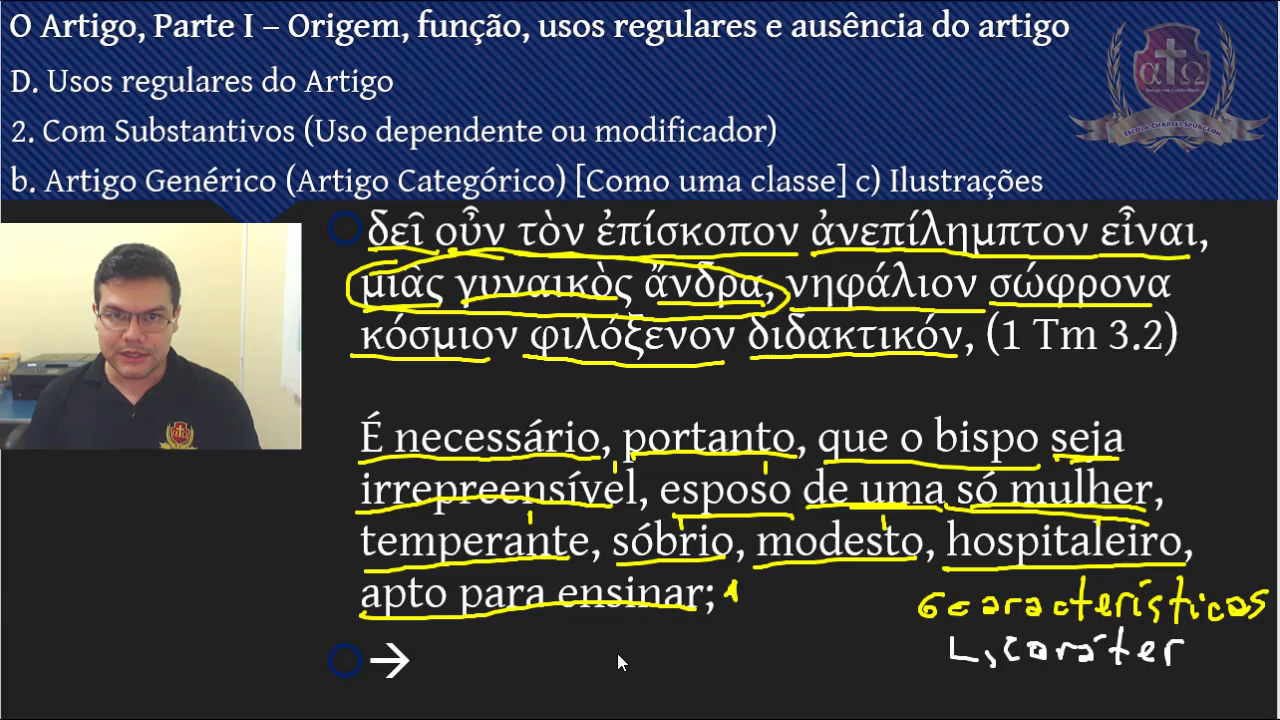 O Artigo, Parte I – Origem, função, usos regulares e ausência do artigo
D. Usos regulares do Artigo
2. Com Substantivos (Uso dependente ou modificador)
b. Artigo Genérico (Artigo Categórico) [Como uma classe] c) Ilustrações
ESCOLA CHARLES SPURGEON
δεῖ οὖν τὸν ἐπίσκοπον ἀνεπίλημπτον εἶναι,
μιᾶς γυναικὸς ἄνδρα, νηφάλιον σώφρονα
κόσμιον φιλόξενον διδακτικόν, (1 Tm 3.2)
É necessário, portanto, que o bispo seja
irrepreensível, esposo de uma só mulher,
temperante, sóbrio, modesto, hospitaleiro,
apto para ensinar;
6 características
caráter
→